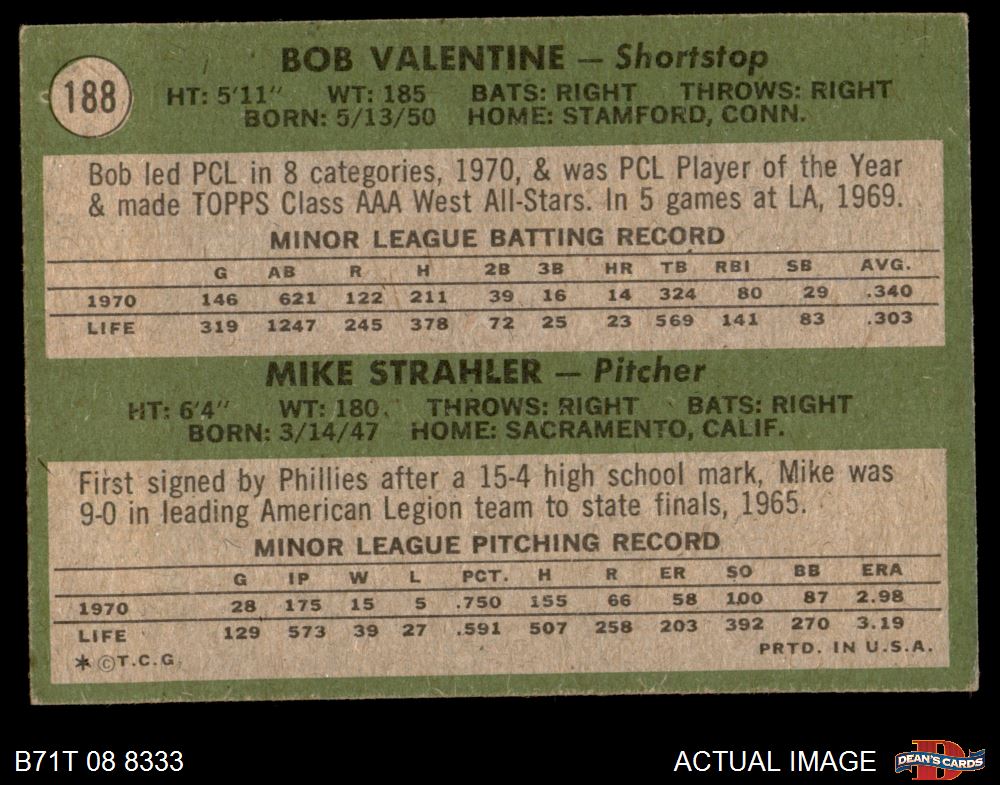 188
BOB VALENTINE — Shortstop
HT: 5'11" WT: 185 BATS: RIGHT THROWS: RIGHT
BORN: 5/13/50 HOME: STAMFORD, CONN.
Bob led PCL in 8 categories, 1970, & was PCL Player of the Year
& made TOPPS Class AAA West All-Stars. In 5 games at LA, 1969.
MINOR LEAGUE BATTING RECORD
G AB R H 2B 3B HR TB RBI SB AVG.
1970 146 621 122 211 39 16 14 324 80 29 .340
LIFE 319 1247 245 378 72 25 23 569 141 83 .303
MIKE STRAHLER — Pitcher
HT: 6'4" WT: 180 THROWS: RIGHT BATS: RIGHT
BORN: 3/14/47 HOME: SACRAMENTO, CALIF.
First signed by Phillies after a 15-4 high school mark, Mike was
9-0 in leading American Legion team to state finals, 1965.
MINOR LEAGUE PITCHING RECORD
G IP W L PCT. H R ER SO BB ERA
1970 28 175 15 5 .750 155 66 58 100 87 2.98
LIFE 129 573 39 27 .591 507 258 203 392 270 3.19
* ©T.C.G. PRTD. IN U.S.A.
B71T 08 8333 ACTUAL IMAGE DEAN'S CARDS